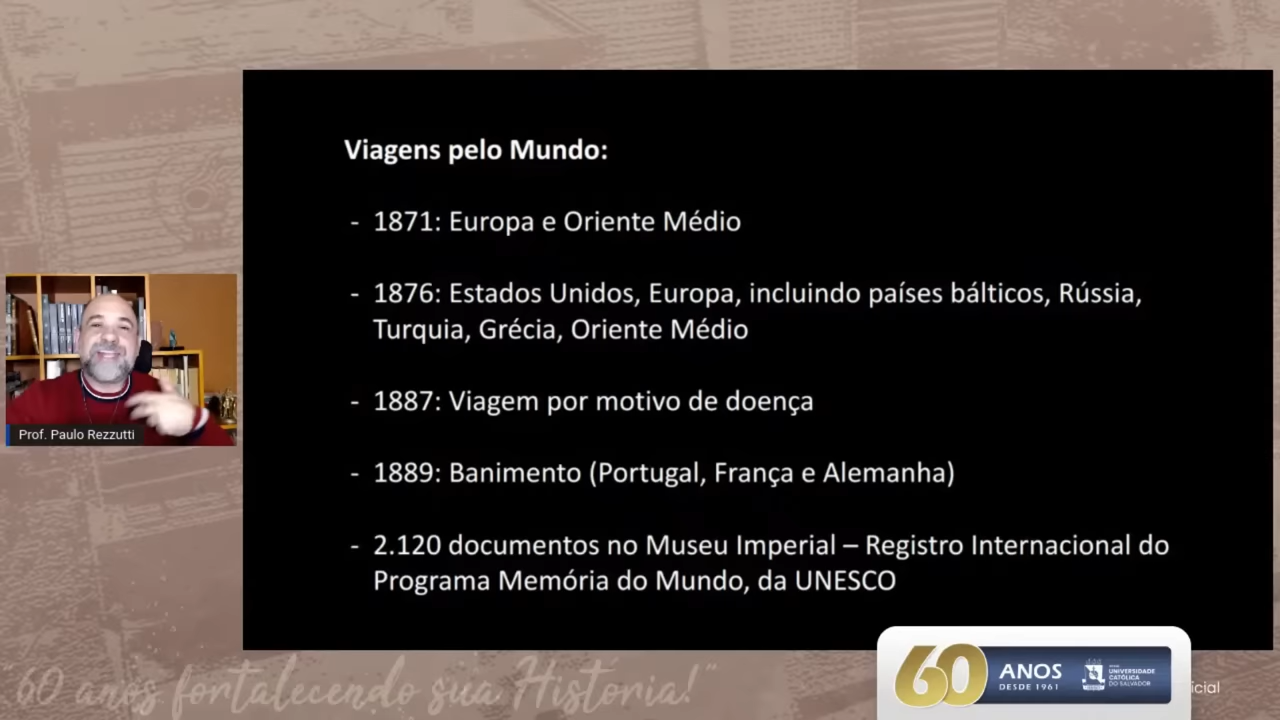 Viagens pelo Mundo:
- 1871: Europa e Oriente Médio
- 1876: Estados Unidos, Europa, incluindo países bálticos, Rússia,
Turquia, Grécia, Oriente Médio
- 1887: Viagem por motivo de doença
- 1889: Banimento (Portugal, França e Alemanha)
- 2.120 documentos no Museu Imperial – Registro Internacional do
Programa Memória do Mundo, da UNESCO
Prof. Paulo Rezzutti
"60 anos fortalecendo sua História."
60 ANOS
DESDE 1961
UNIVERSIDADE
CATÓLICA
DO SALVADOR
icial